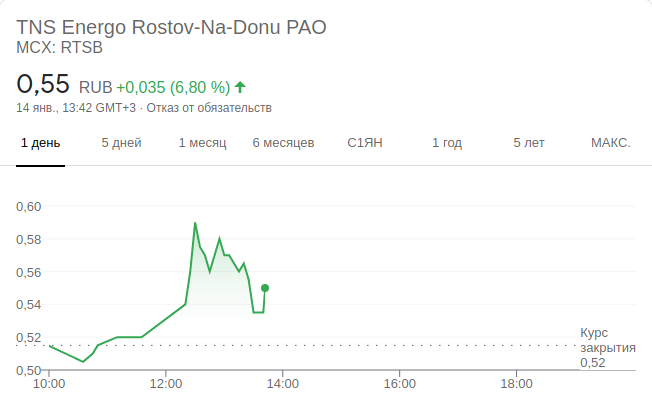 TNS Energo Rostov-Na-Donu PAO
MCX: RTSB
0,55 RUB +0,035 (6,80 %)
14 янв., 13:42 GMT+3 · Отказ от обязательств
1 день 5 дней 1 месяц 6 месяцев С1ЯН 1 год 5 лет МАКС.
0,60
0,58
0,56
0,54
0,52
0,50
Курс
закрытия
0,52
10:00 12:00 14:00 16:00 18:00